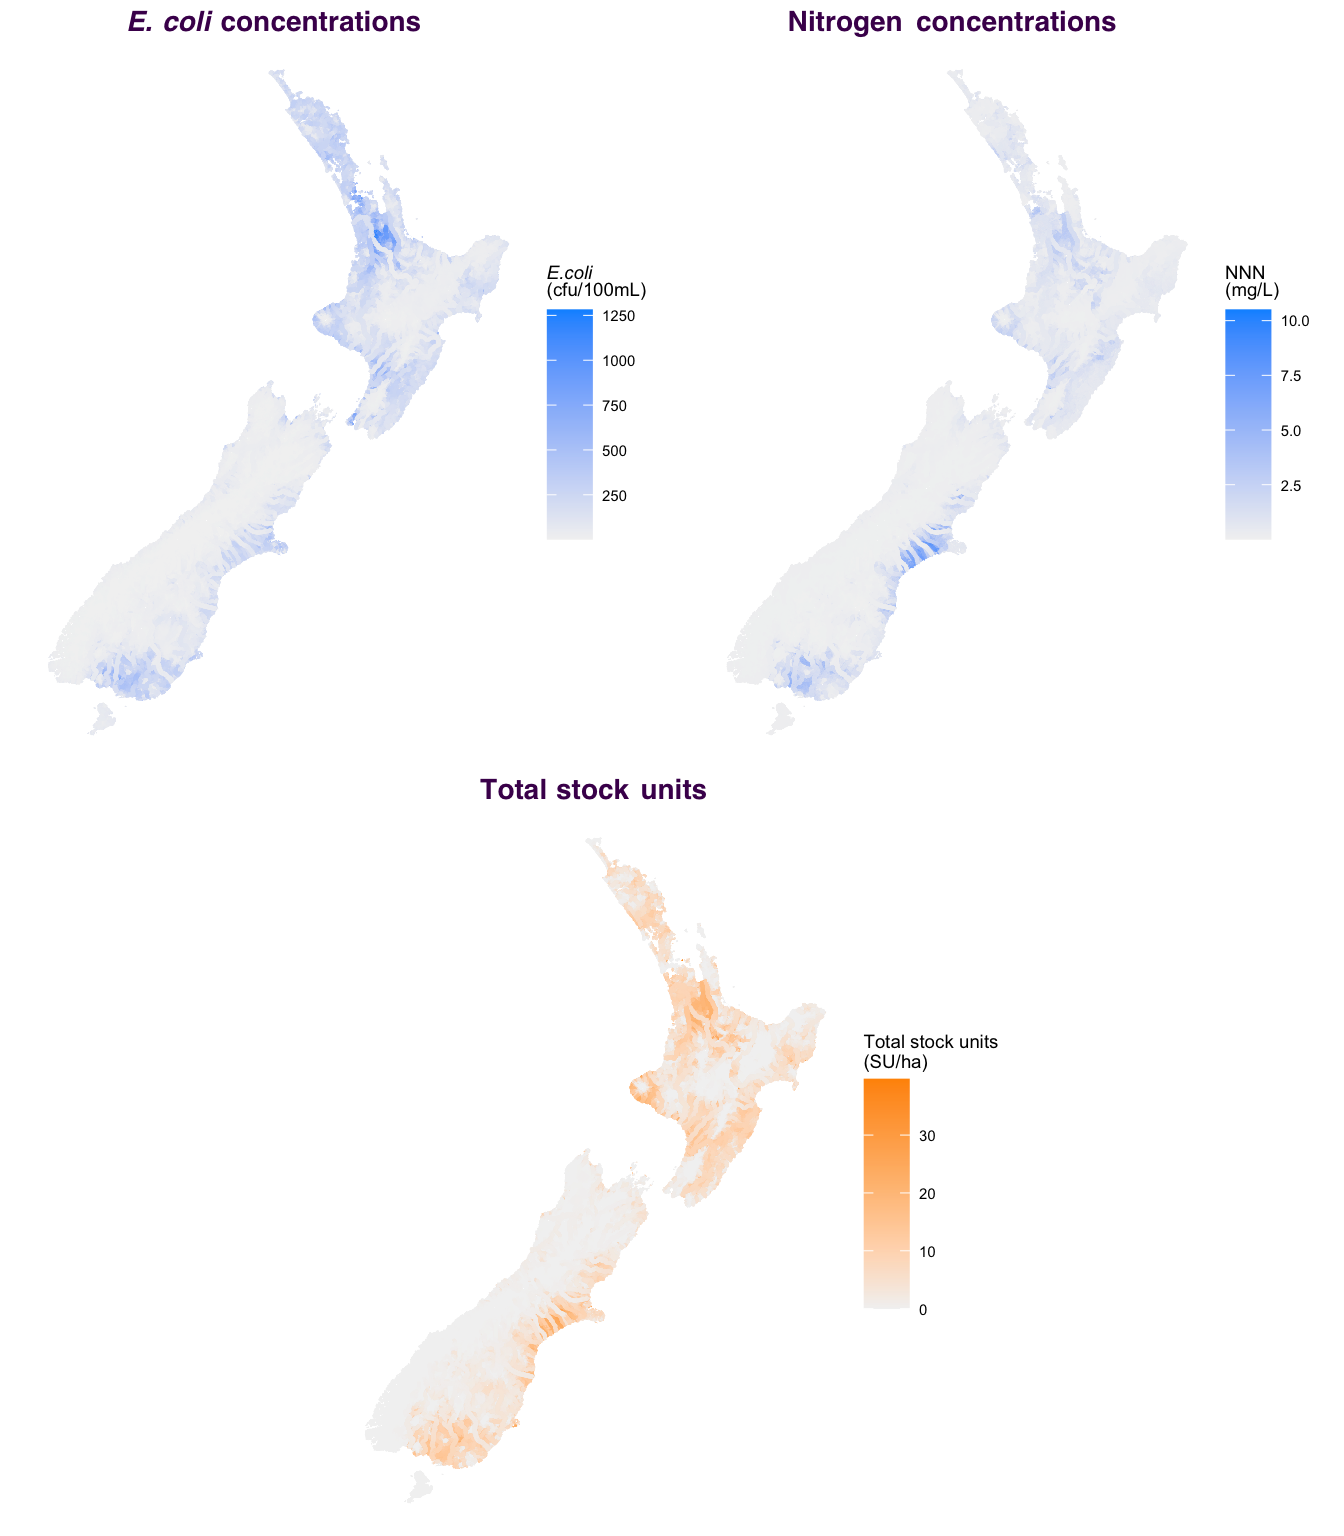 E. coli concentrations
Nitrogen concentrations
E.coli
(cfu/100mL)
1250
1000
750
500
250
NNN
(mg/L)
10.0
7.5
5.0
2.5
Total stock units
Total stock units
(SU/ha)
30
20
10
0